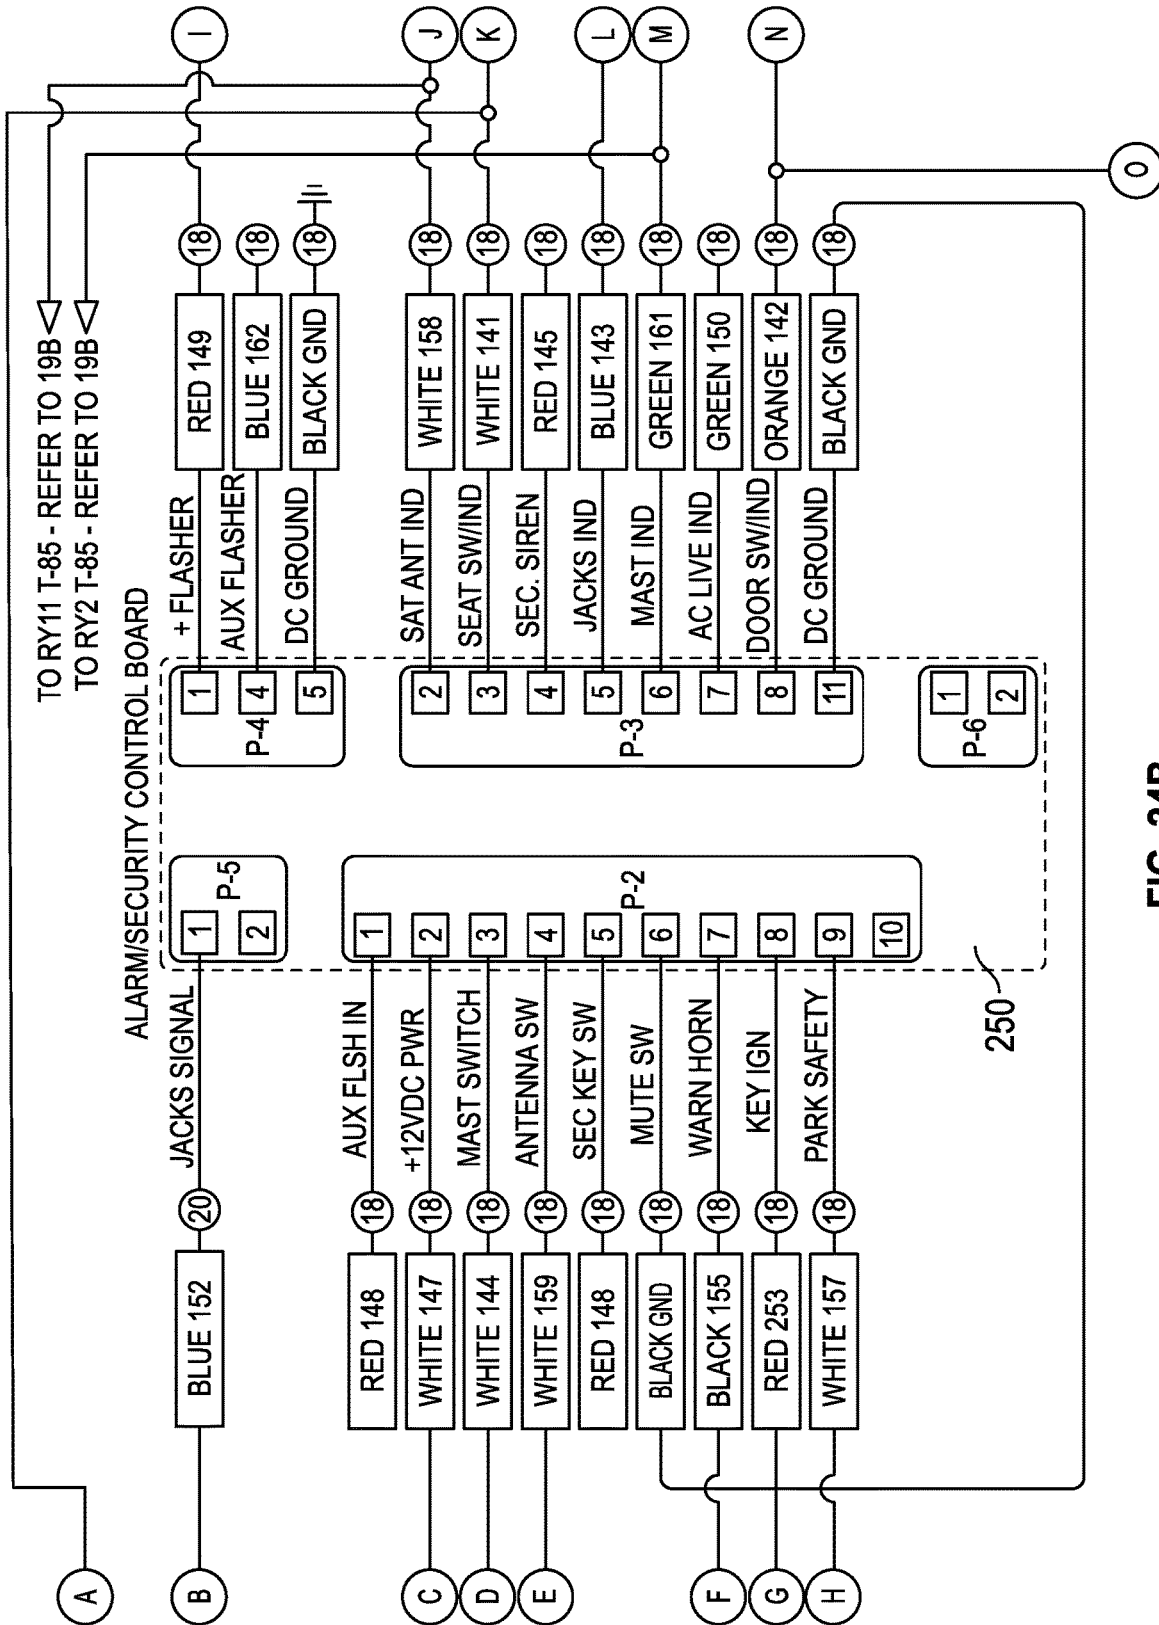 TO RY11 T-85 - REFER TO 19B
A
TO RY2 T-85 - REFER TO 19B
ALARM/SECURITY CONTROL BOARD
B BLUE 152 20 JACKS SIGNAL 1 1 + FLASHER RED 149 18 I
P-5
2 P-4 4 AUX FLASHER BLUE 162 18
5 DC GROUND BLACK GND 18
RED 148 18 AUX FLSH IN 1
C WHITE 147 18 +12VDC PWR 2 2 SAT ANT IND WHITE 158 18 J
D WHITE 144 18 MAST SWITCH 3 3 SEAT SW/IND WHITE 141 18 K
E WHITE 159 18 ANTENNA SW 4 4 SEC. SIREN RED 145 18
RED 148 18 SEC KEY SW 5 5 JACKS IND BLUE 143 18 L
P-2 P-3
BLACK GND 18 MUTE SW 6 6 MAST IND GREEN 161 18 M
F BLACK 155 18 WARN HORN 7 7 AC LIVE IND GREEN 150 18
G RED 253 18 KEY IGN 8 8 DOOR SW/IND ORANGE 142 18 N
H WHITE 157 18 PARK SAFETY 9 11 DC GROUND BLACK GND 18
10
1
P-6
2
250
O
FIG.